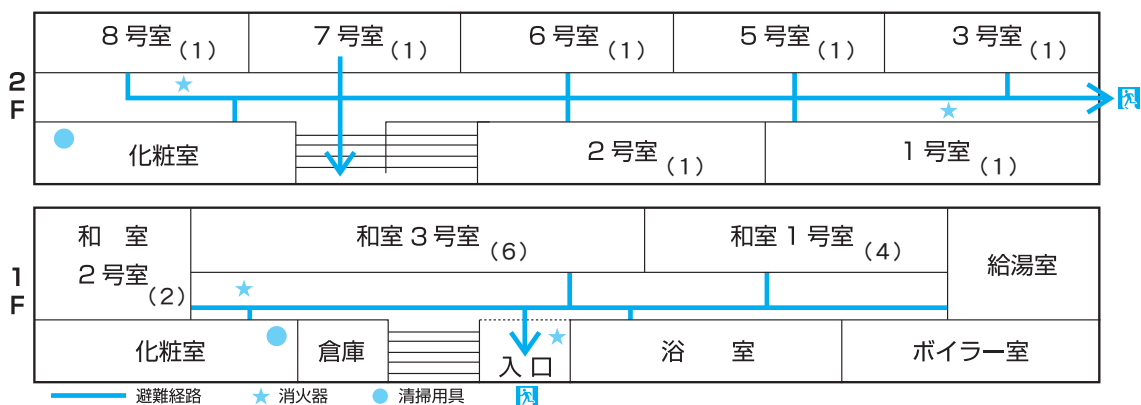 2F
8号室(1)
7号室(1)
6号室(1)
5号室(1)
3号室(1)
化粧室
2号室(1)
1号室(1)
1F
和 室
2号室(2)
和室3号室(6)
和室1号室(4)
給湯室
化粧室
倉庫
入口
浴 室
ボイラー室
避難経路
消火器
清掃用具